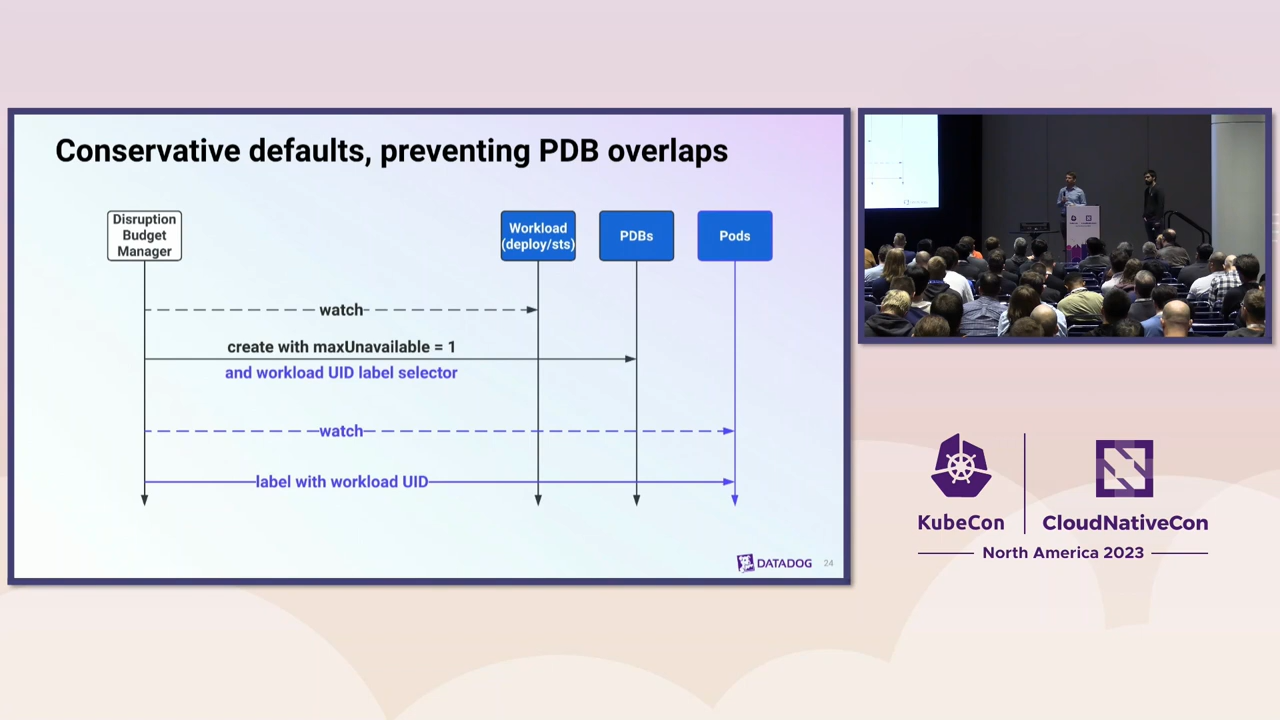 Conservative defaults, preventing PDB overlaps
Disruption
Budget
Manager
Workload
(deploy/sts)
PDBs
Pods
watch
create with maxUnavailable = 1
and workload UID label selector
watch
label with workload UID
DATADOG
24
KubeCon
CloudNativeCon
North America 2023